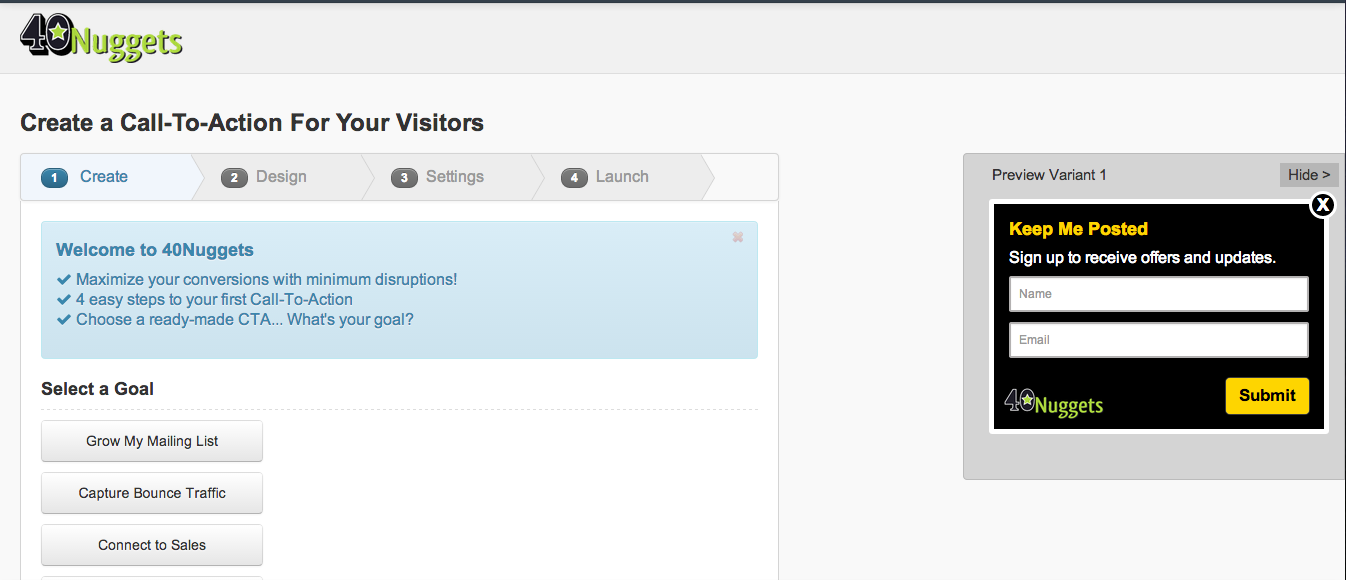 40Nuggets
Create a Call-To-Action For Your Visitors
1 Create
2 Design
3 Settings
4 Launch
Welcome to 40Nuggets
Maximize your conversions with minimum disruptions!
4 easy steps to your first Call-To-Action
Choose a ready-made CTA... What's your goal?
Select a Goal
Grow My Mailing List
Capture Bounce Traffic
Connect to Sales
Preview Variant 1
Hide >
X
Keep Me Posted
Sign up to receive offers and updates.
Name
Email
40Nuggets
Submit